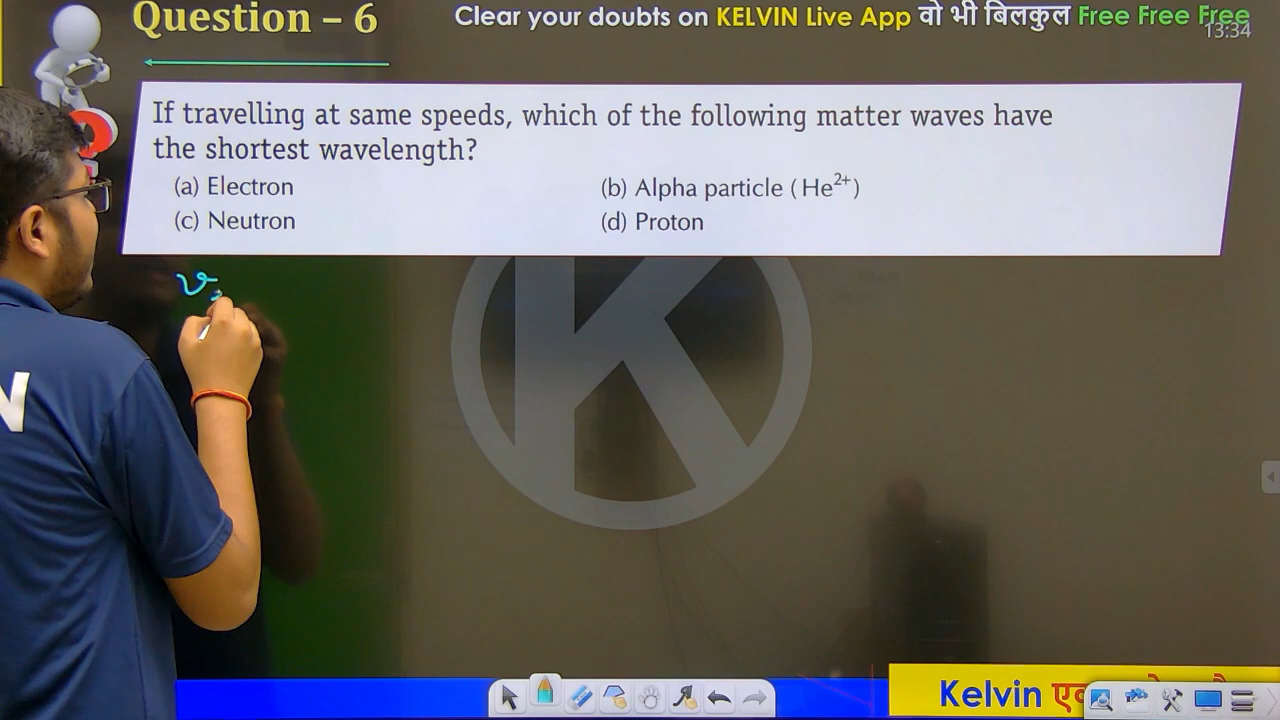 Question – 6
Clear your doubts on KELVIN Live App वो भी बिलकुल Free Free Free
13:34
If travelling at same speeds, which of the following matter waves have
the shortest wavelength?
(a) Electron
(b) Alpha particle (He²⁺)
(c) Neutron
(d) Proton
v
K
N
Kelvin